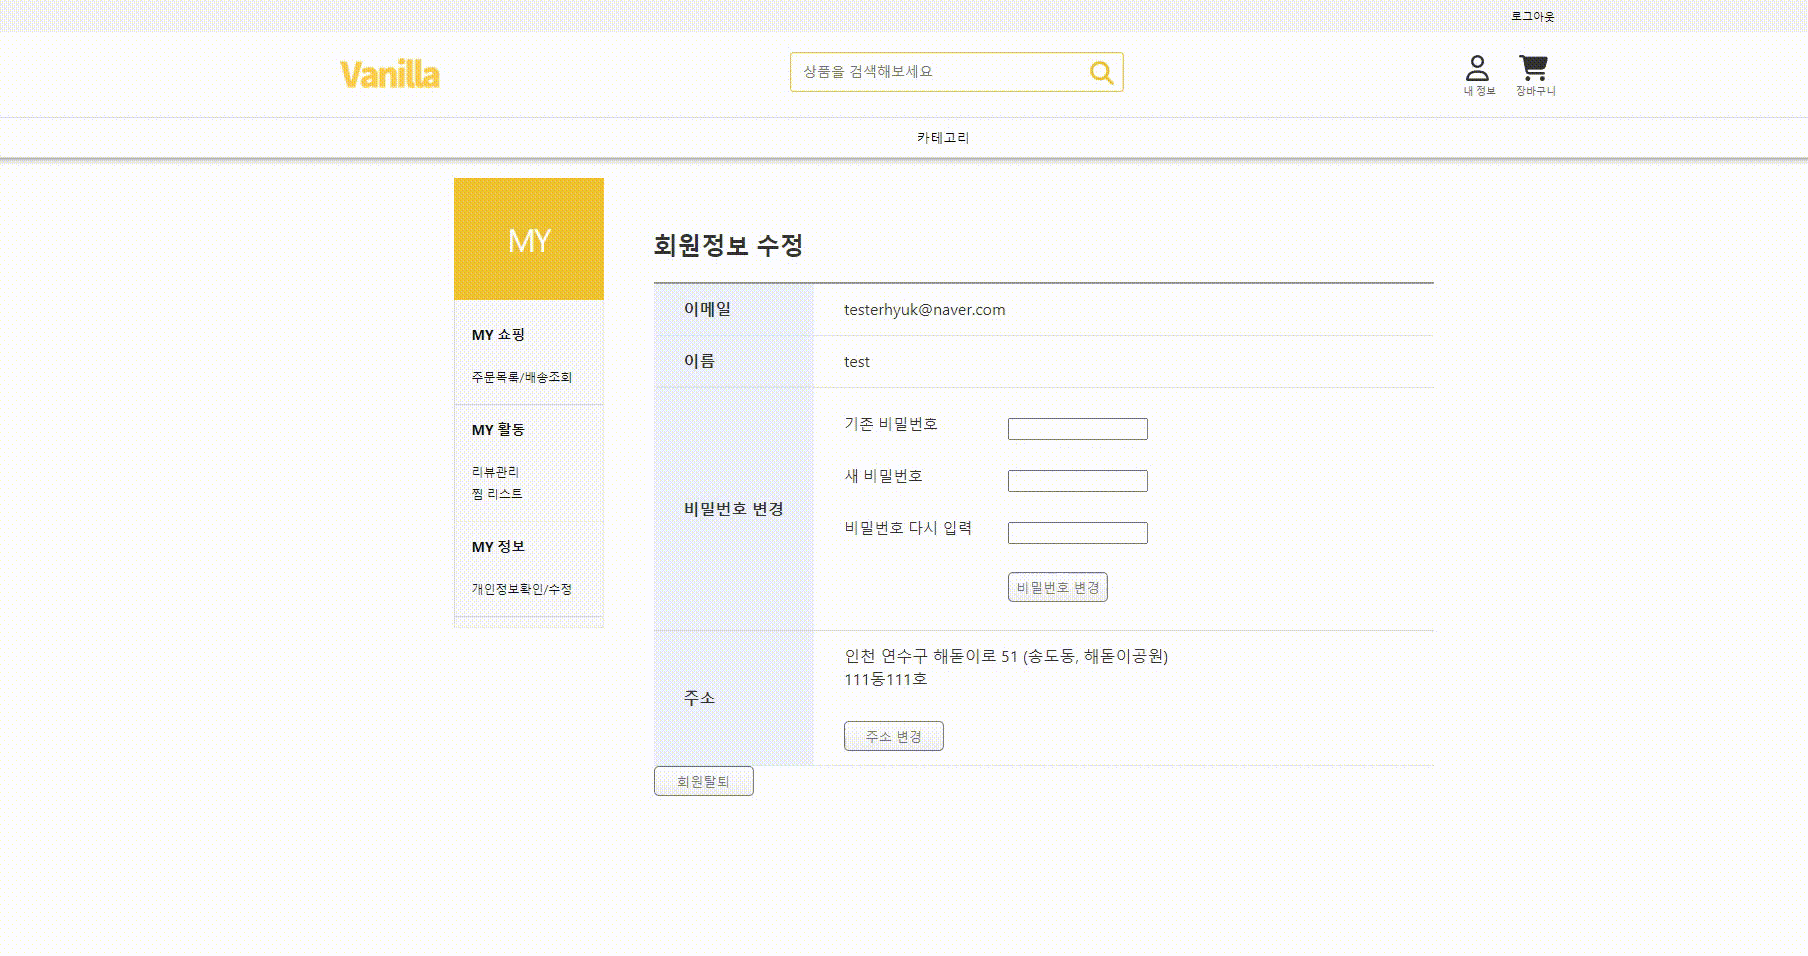 로그아웃
Vanilla
상품을 검색해보세요
내 정보
장바구니
카테고리
MY
MY 쇼핑
주문목록/배송조회
MY 활동
리뷰관리
찜 리스트
MY 정보
개인정보확인/수정
회원정보 수정
이메일
testerhyuk@naver.com
이름
test
비밀번호 변경
기존 비밀번호
새 비밀번호
비밀번호 다시 입력
비밀번호 변경
주소
인천 연수구 해돋이로 51 (송도동, 해돋이공원)
111동111호
주소 변경
회원탈퇴